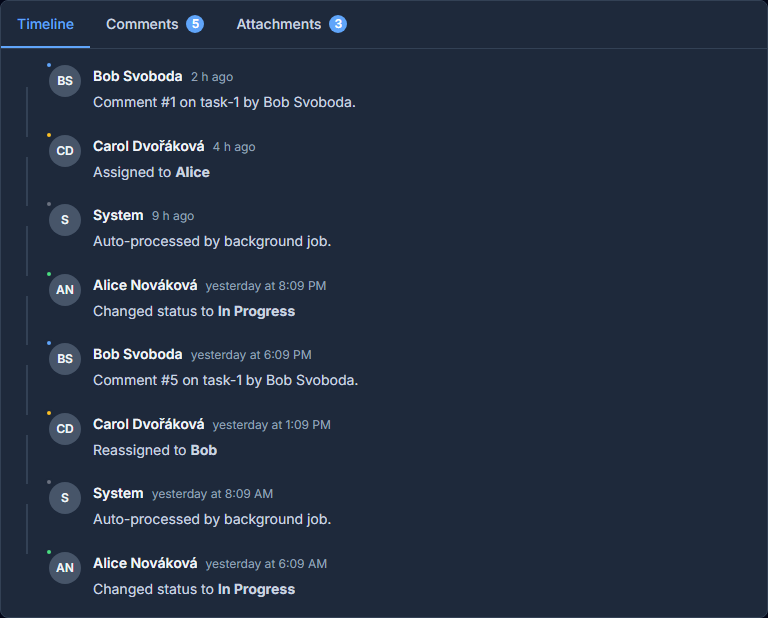 Timeline Comments 5 Attachments 3
BS Bob Svoboda 2 h ago
Comment #1 on task-1 by Bob Svoboda.
CD Carol Dvořáková 4 h ago
Assigned to Alice
S System 9 h ago
Auto-processed by background job.
AN Alice Nováková yesterday at 8:09 PM
Changed status to In Progress
BS Bob Svoboda yesterday at 6:09 PM
Comment #5 on task-1 by Bob Svoboda.
CD Carol Dvořáková yesterday at 1:09 PM
Reassigned to Bob
S System yesterday at 8:09 AM
Auto-processed by background job.
AN Alice Nováková yesterday at 6:09 AM
Changed status to In Progress